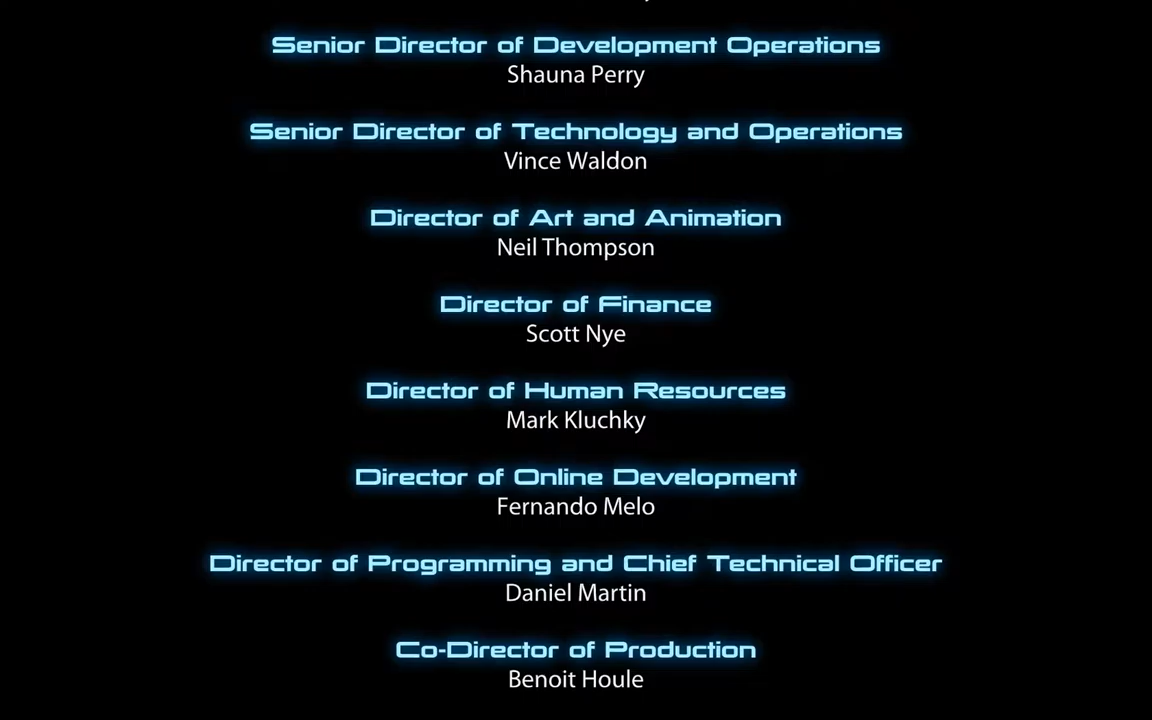 Senior Director of Development Operations
Shauna Perry
Senior Director of Technology and Operations
Vince Waldon
Director of Art and Animation
Neil Thompson
Director of Finance
Scott Nye
Director of Human Resources
Mark Kluchky
Director of Online Development
Fernando Melo
Director of Programming and Chief Technical Officer
Daniel Martin
Co-Director of Production
Benoit Houle